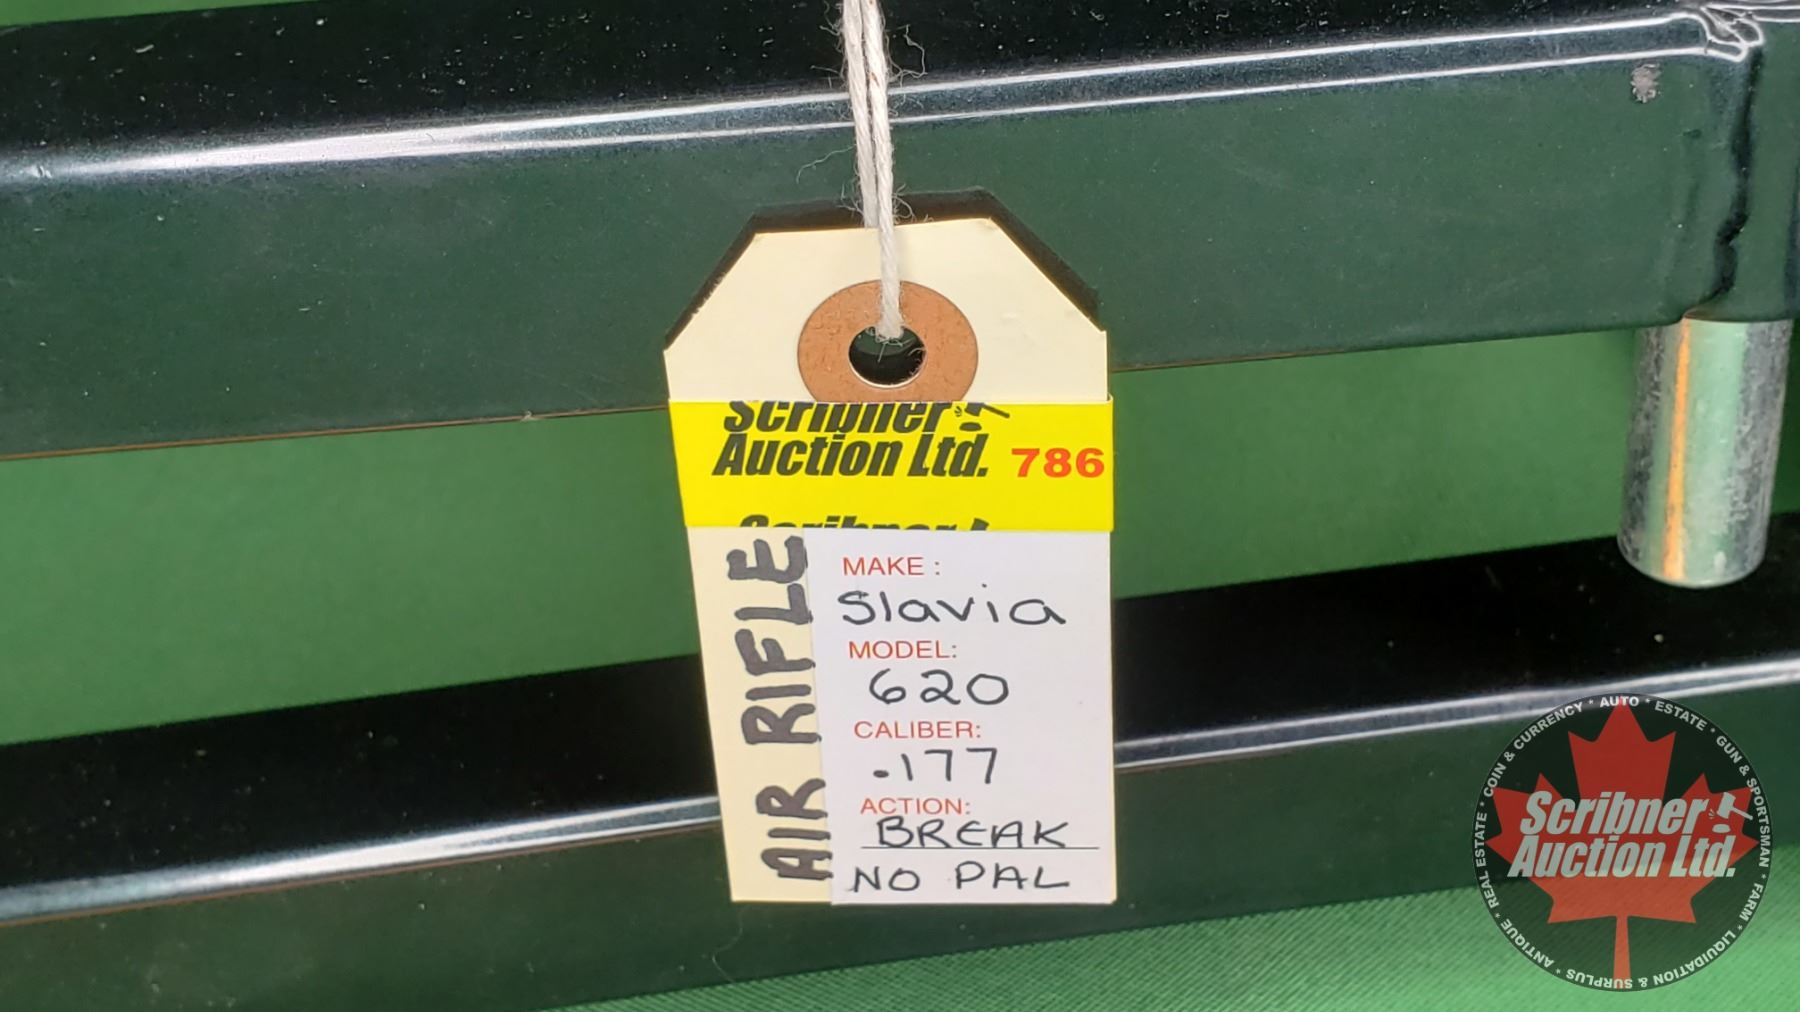 Scribner
Auction Ltd. 786
Scribner
AIR RIFLE
MAKE :
Slavia
MODEL:
620
CALIBER:
.177
ACTION:
BREAK
NO PAL
Scribner
Auction Ltd.
* AUTO * ESTATE * GUN & SPORTSMAN * FARM * LIQUIDATION & SURPLUS * ANTIQUE * REAL ESTATE * COIN & CURRENCY